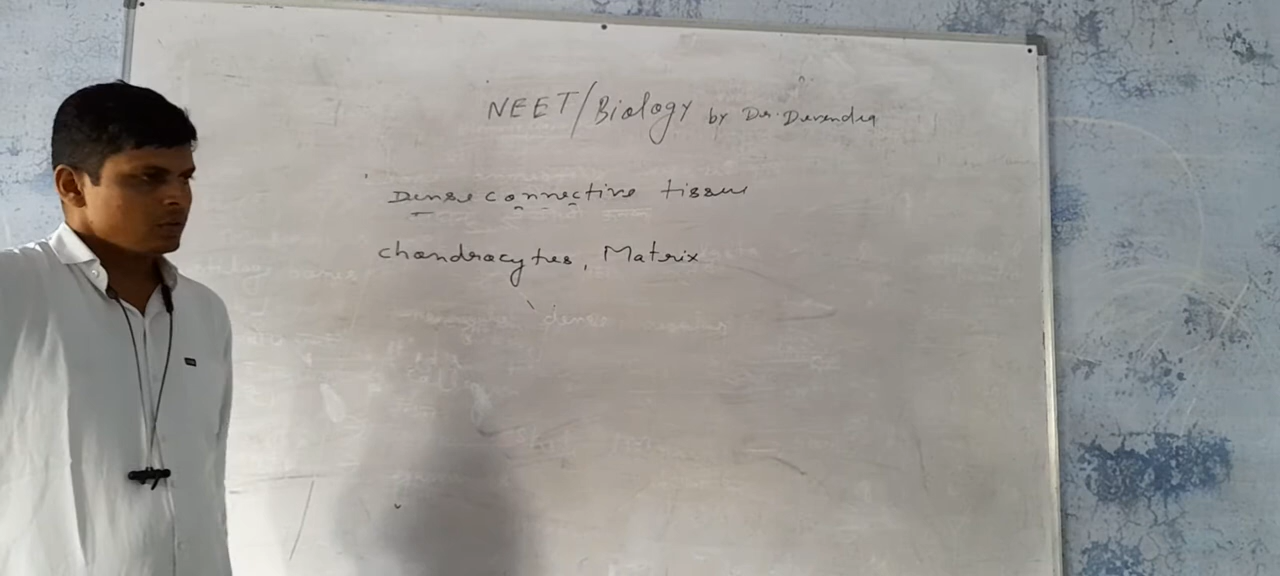 NEET/Biology by Dr. Devendra
Dense connective tissue
chondrocytes, Matrix